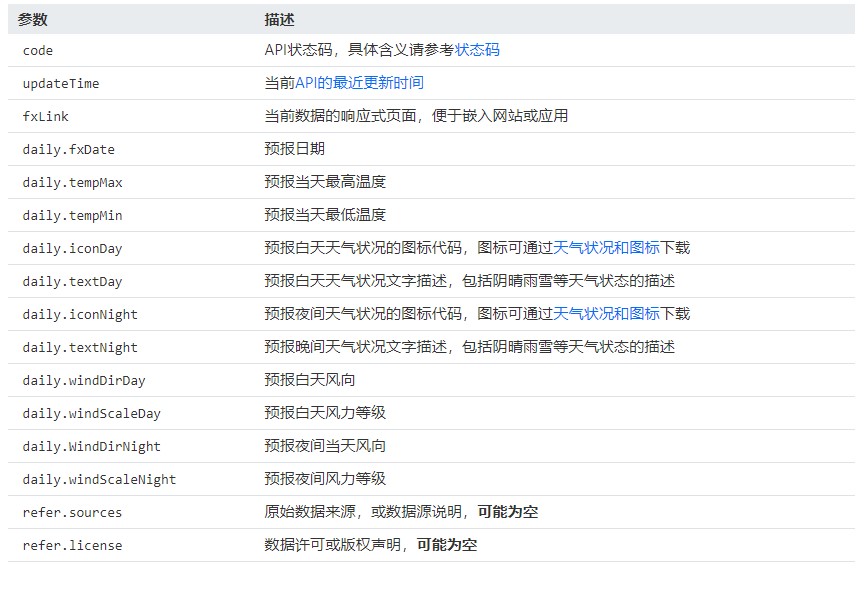 参数 描述
code API状态码，具体含义请参考状态码
updateTime 当前API的最近更新时间
fxLink 当前数据的响应式页面，便于嵌入网站或应用
daily.fxDate 预报日期
daily.tempMax 预报当天最高温度
daily.tempMin 预报当天最低温度
daily.iconDay 预报白天天气状况的图标代码，图标可通过天气状况和图标下载
daily.textDay 预报白天天气状况文字描述，包括阴晴雨雪等天气状态的描述
daily.iconNight 预报夜间天气状况的图标代码，图标可通过天气状况和图标下载
daily.textNight 预报晚间天气状况文字描述，包括阴晴雨雪等天气状态的描述
daily.windDirDay 预报白天风向
daily.windScaleDay 预报白天风力等级
daily.WindDirNight 预报夜间当天风向
daily.windScaleNight 预报夜间风力等级
refer.sources 原始数据来源，或数据源说明，可能为空
refer.license 数据许可或版权声明，可能为空